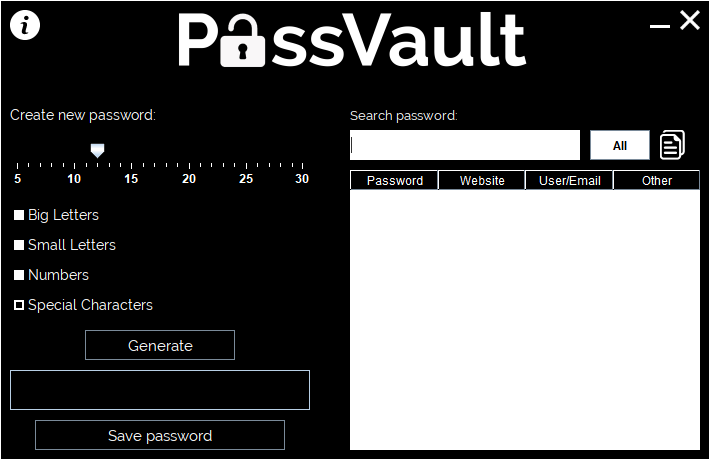 PassVault
Create new password:
5 10 15 20 25 30
Big Letters
Small Letters
Numbers
Special Characters
Generate
Save password
Search password:
All
Password Website User/Email Other